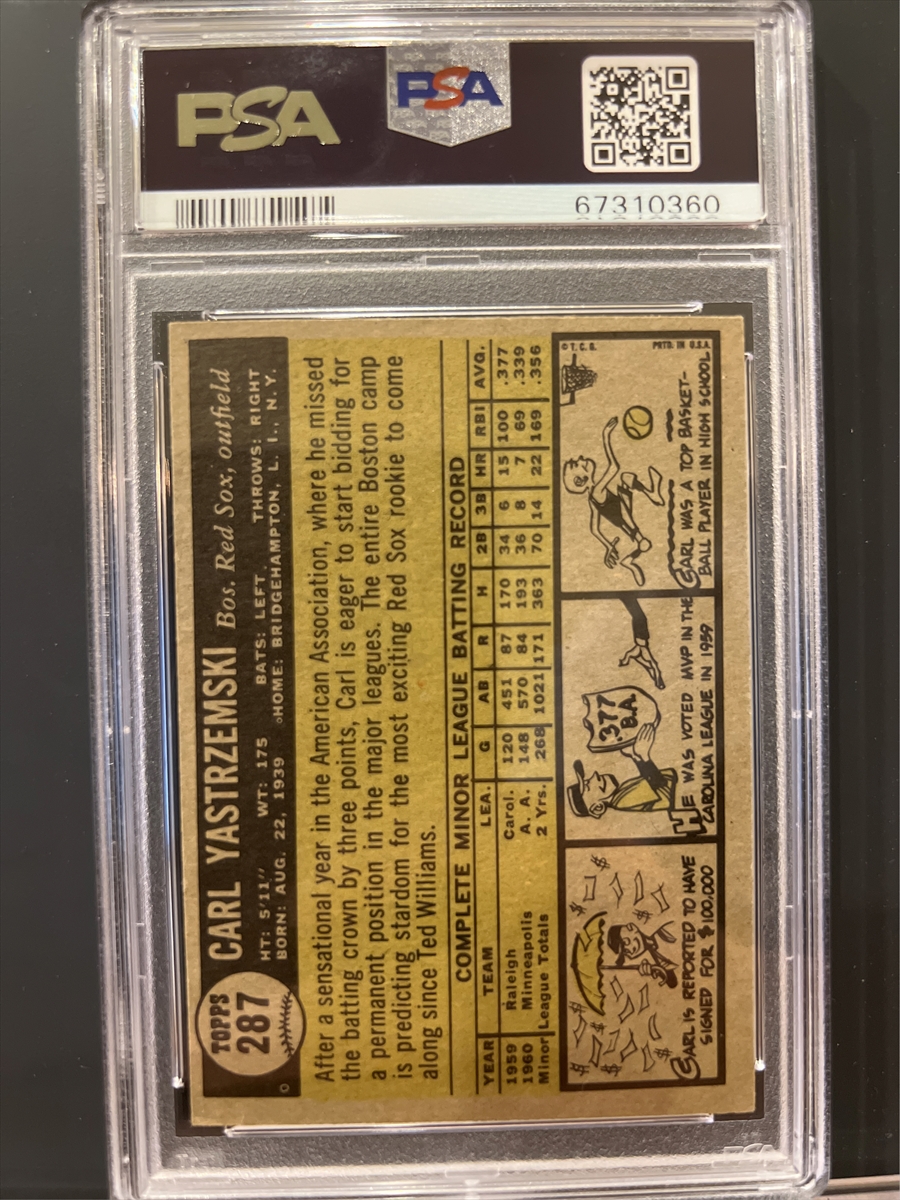 PSA
PSA
67310360
TOPPS
287
CARL YASTRZEMSKI Bos. Red Sox, outfield
HT: 5'11" WT: 175 BATS: LEFT THROWS: RIGHT
BORN: AUG. 22, 1939 HOME: BRIDGEHAMPTON, L. I., N. Y.
After a sensational year in the American Association, where he missed
the batting crown by three points, Carl is eager to start bidding for
a permanent position in the major leagues. The entire Boston camp
is predicting stardom for the most exciting Red Sox rookie to come
along since Ted Williams.
COMPLETE MINOR LEAGUE BATTING RECORD
YEAR TEAM LEA. G AB R H 2B 3B HR RBI AVG.
1959 Raleigh Carol. 120 451 87 170 34 6 15 100 .377
1960 Minneapolis A. A. 148 570 84 193 36 8 7 69 .339
Minor League Totals 2 Yrs. 268 1021 171 363 70 14 22 169 .356
CARL IS REPORTED TO HAVE
SIGNED FOR $100,000
.377
B.A.
HE WAS VOTED MVP IN THE
CAROLINA LEAGUE IN 1959
© T. C. G. PRTD. IN U.S.A.
CARL WAS A TOP BASKET-
BALL PLAYER IN HIGH SCHOOL